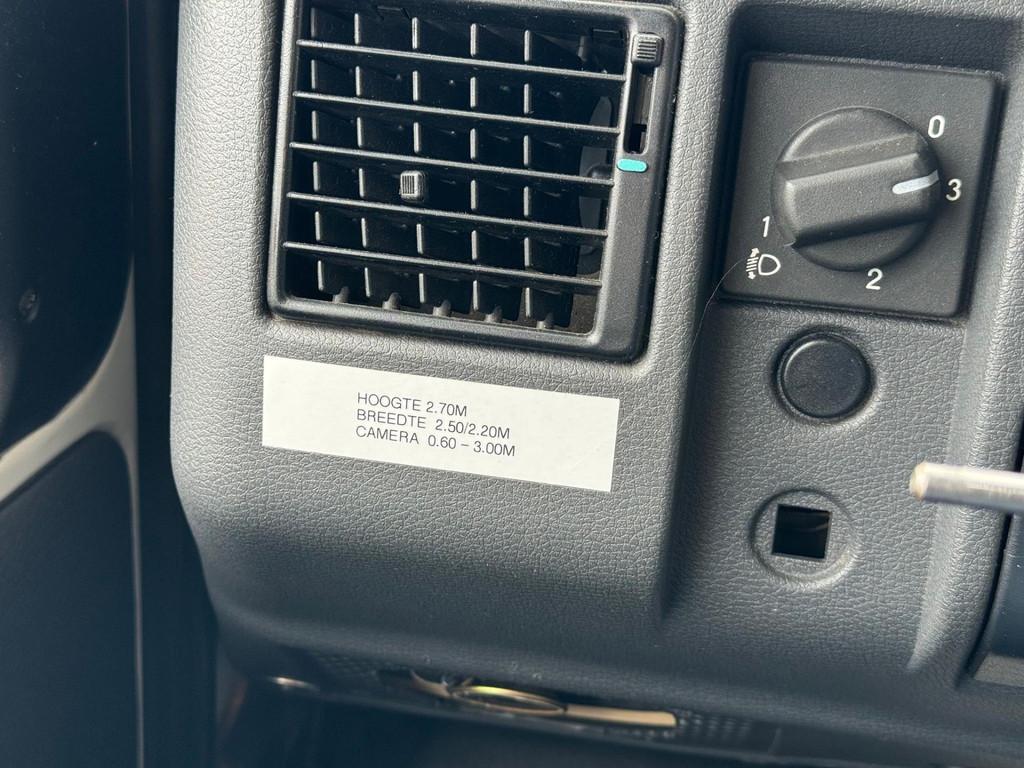 0
3
1
2
HOOGTE 2.70M
BREEDTE 2.50/2.20M
CAMERA 0.60 - 3.00M